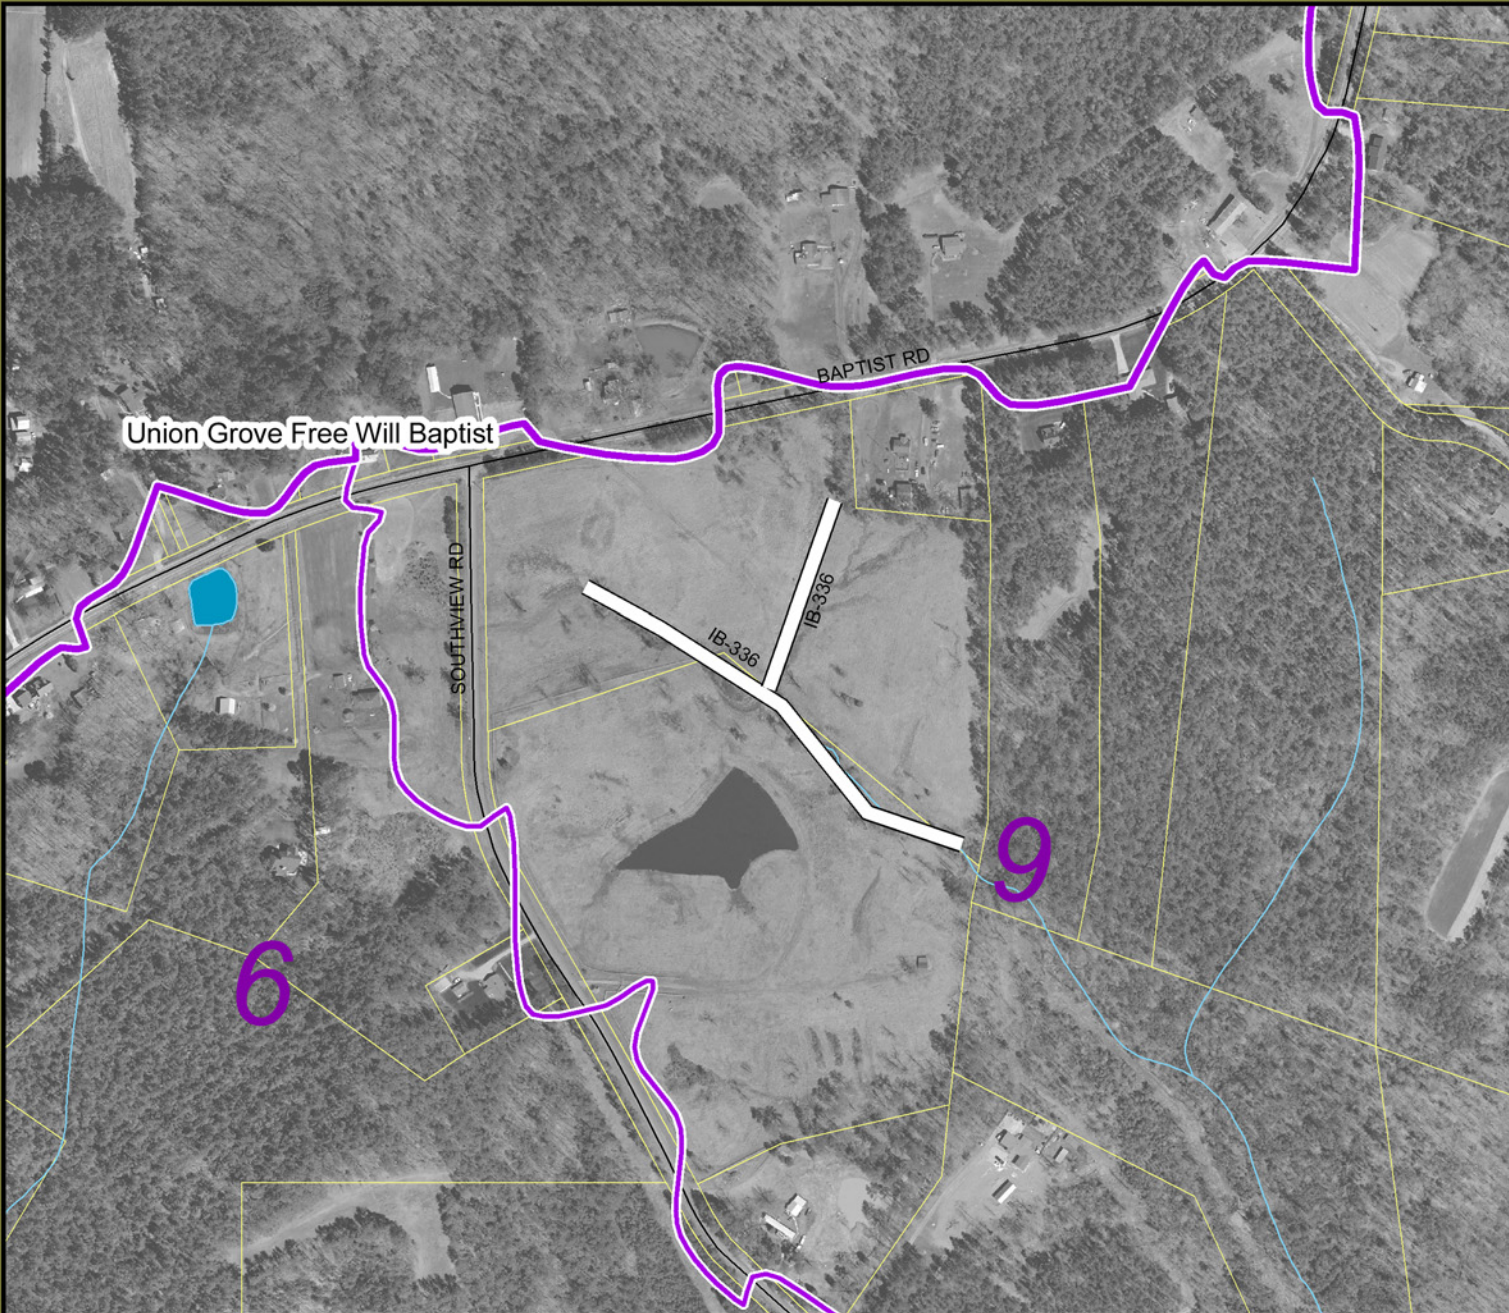 BAPTIST RD
Union Grove Free Will Baptist
SOUTHVIEW RD
IB-336
IB-336
9
6